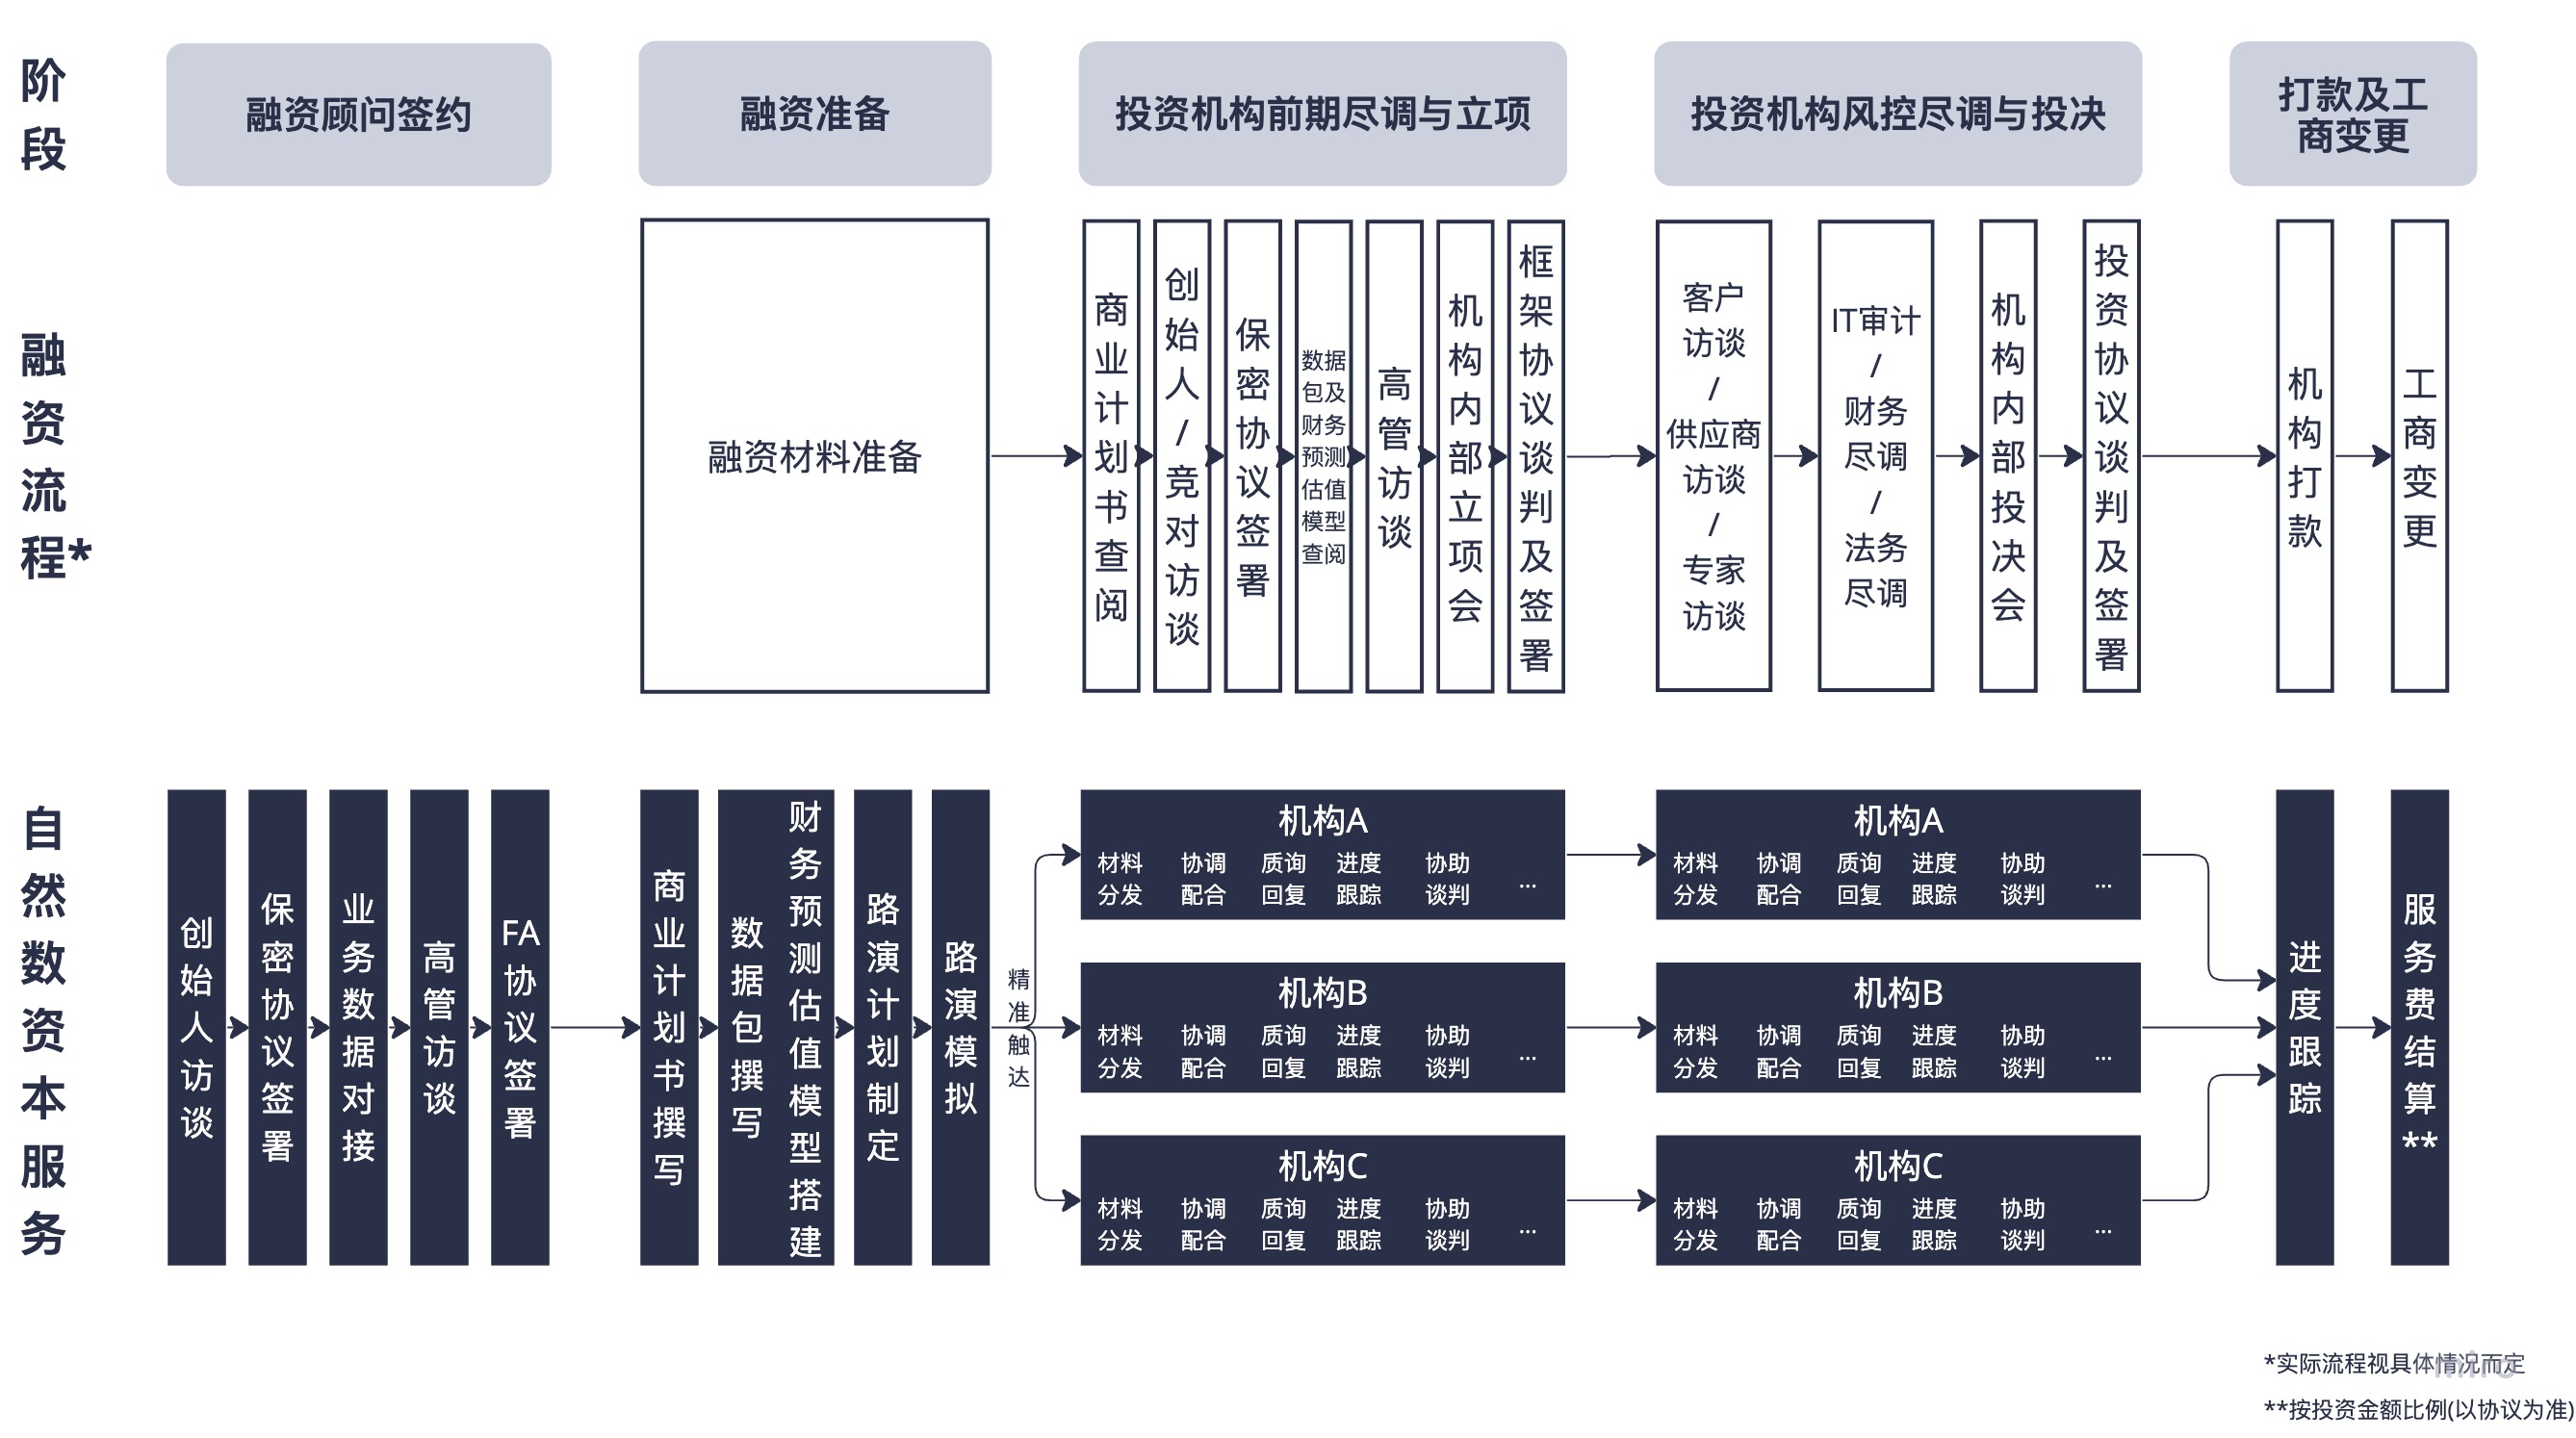 阶段
融资顾问签约
融资准备
投资机构前期尽调与立项
投资机构风控尽调与投决
打款及工
商变更
融资流程*
融资材料准备
商业计划书查阅
创始人/竞对访谈
保密协议签署
数据
包及
财务
预测
估值
模型
查阅
高管访谈
机构内部立项会
框架协议谈判及签署
客户
访谈
/
供应商
访谈
/
专家
访谈
IT审计
/
财务
尽调
/
法务
尽调
机构内部投决会
投资协议谈判及签署
机构打款
工商变更
自然数资本服务
创始人访谈
保密协议签署
业务数据对接
高管访谈
FA协议签署
商业计划书撰写
数据包撰写
财务预测估值模型搭建
路演计划制定
路演模拟
精准触达
机构A
材料 协调 质询 进度 协助
分发 配合 回复 跟踪 谈判 ...
机构A
材料 协调 质询 进度 协助
分发 配合 回复 跟踪 谈判 ...
机构B
材料 协调 质询 进度 协助
分发 配合 回复 跟踪 谈判 ...
机构B
材料 协调 质询 进度 协助
分发 配合 回复 跟踪 谈判 ...
机构C
材料 协调 质询 进度 协助
分发 配合 回复 跟踪 谈判 ...
机构C
材料 协调 质询 进度 协助
分发 配合 回复 跟踪 谈判 ...
进度跟踪
服务费结算**
*实际流程视具体情况而定
miro
**按投资金额比例(以协议为准)